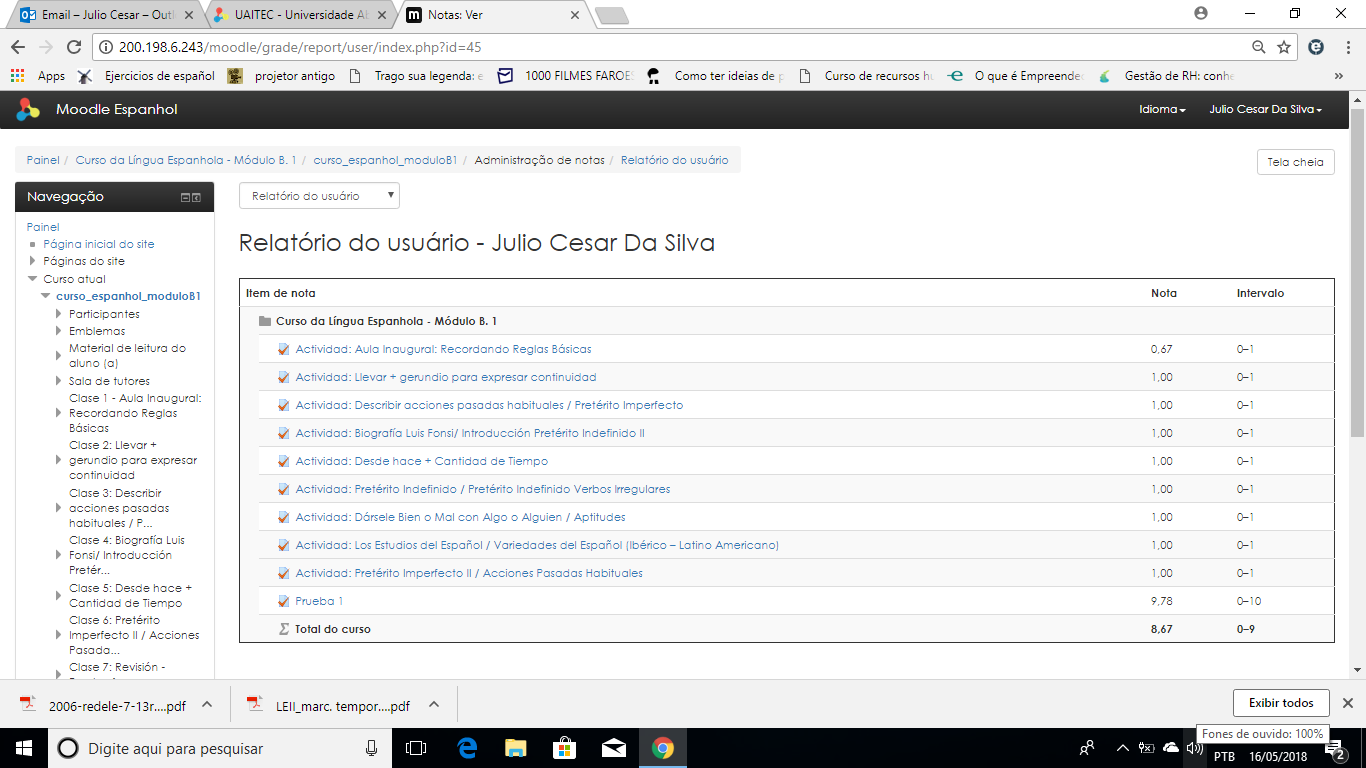 Email – Julio Cesar – Outl
UAITEC - Universidade Ab
Notas: Ver
200.198.6.243/moodle/grade/report/user/index.php?id=45
Apps
Ejercicios de español
projetor antigo
Trago sua legenda: e
1000 FILMES FAROES
Como ter ideias de p
Curso de recursos hu
O que é Empreended
Gestão de RH: conhe
»
Moodle Espanhol
Idioma
Julio Cesar Da Silva
Painel / Curso da Língua Espanhola - Módulo B. 1 / curso_espanhol_moduloB1 / Administração de notas / Relatório do usuário
Tela cheia
Navegação
Painel
Página inicial do site
Páginas do site
Curso atual
curso_espanhol_moduloB1
Participantes
Emblemas
Material de leitura do
aluno (a)
Sala de tutores
Clase 1 - Aula Inaugural:
Recordando Reglas
Básicas
Clase 2: Llevar +
gerundio para expresar
continuidad
Clase 3: Describir
acciones pasadas
habituales / P...
Clase 4: Biografía Luis
Fonsi/ Introducción
Pretér...
Clase 5: Desde hace +
Cantidad de Tiempo
Clase 6: Pretérito
Imperfecto II / Acciones
Pasada...
Clase 7: Revisión -
Relatório do usuário
Relatório do usuário - Julio Cesar Da Silva
Item de nota Nota Intervalo
Curso da Língua Espanhola - Módulo B. 1
Actividad: Aula Inaugural: Recordando Reglas Básicas 0,67 0–1
Actividad: Llevar + gerundio para expresar continuidad 1,00 0–1
Actividad: Describir acciones pasadas habituales / Pretérito Imperfecto 1,00 0–1
Actividad: Biografía Luis Fonsi/ Introducción Pretérito Indefinido II 1,00 0–1
Actividad: Desde hace + Cantidad de Tiempo 1,00 0–1
Actividad: Pretérito Indefinido / Pretérito Indefinido Verbos Irregulares 1,00 0–1
Actividad: Dársele Bien o Mal con Algo o Alguien / Aptitudes 1,00 0–1
Actividad: Los Estudios del Español / Variedades del Español (Ibérico – Latino Americano) 1,00 0–1
Actividad: Pretérito Imperfecto II / Acciones Pasadas Habituales 1,00 0–1
Prueba 1 9,78 0–10
Σ Total do curso 8,67 0–9
2006-redele-7-13r....pdf
LEII_marc. tempor....pdf
Exibir todos
Fones de ouvido: 100%
Digite aqui para pesquisar
PTB
16/05/2018
2